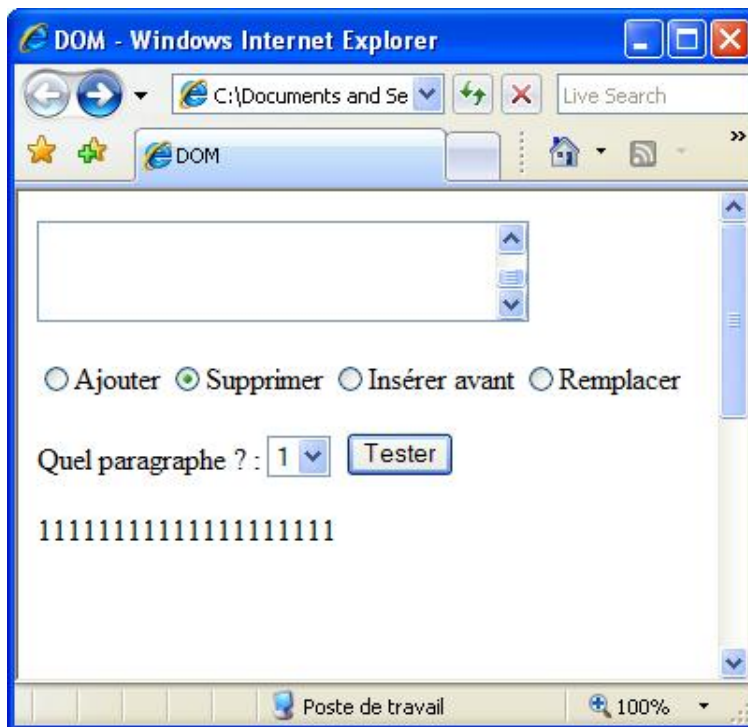 DOM - Windows Internet Explorer
C:\Documents and Se Live Search
DOM »
Ajouter Supprimer Insérer avant Remplacer
Quel paragraphe ? : 1 Tester
11111111111111111111
Poste de travail 100%